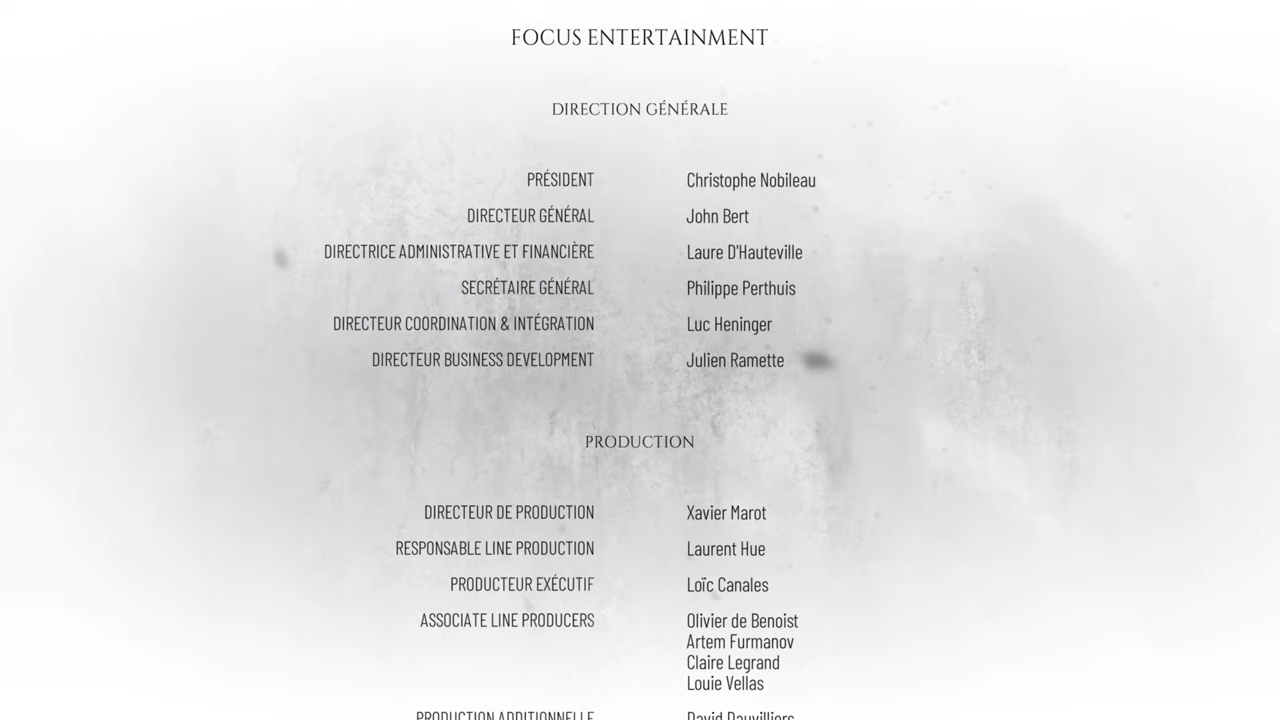 FOCUS ENTERTAINMENT
DIRECTION GÉNÉRALE
PRÉSIDENT Christophe Nobileau
DIRECTEUR GÉNÉRAL John Bert
DIRECTRICE ADMINISTRATIVE ET FINANCIÈRE Laure D'Hauteville
SECRÉTAIRE GÉNÉRAL Philippe Perthuis
DIRECTEUR COORDINATION & INTÉGRATION Luc Heninger
DIRECTEUR BUSINESS DEVELOPMENT Julien Ramette
PRODUCTION
DIRECTEUR DE PRODUCTION Xavier Marot
RESPONSABLE LINE PRODUCTION Laurent Hue
PRODUCTEUR EXÉCUTIF Loïc Canales
ASSOCIATE LINE PRODUCERS Olivier de Benoist
Artem Furmanov
Claire Legrand
Louie Vellas
PRODUCTION ADDITIONNELLE David Dauvilliers